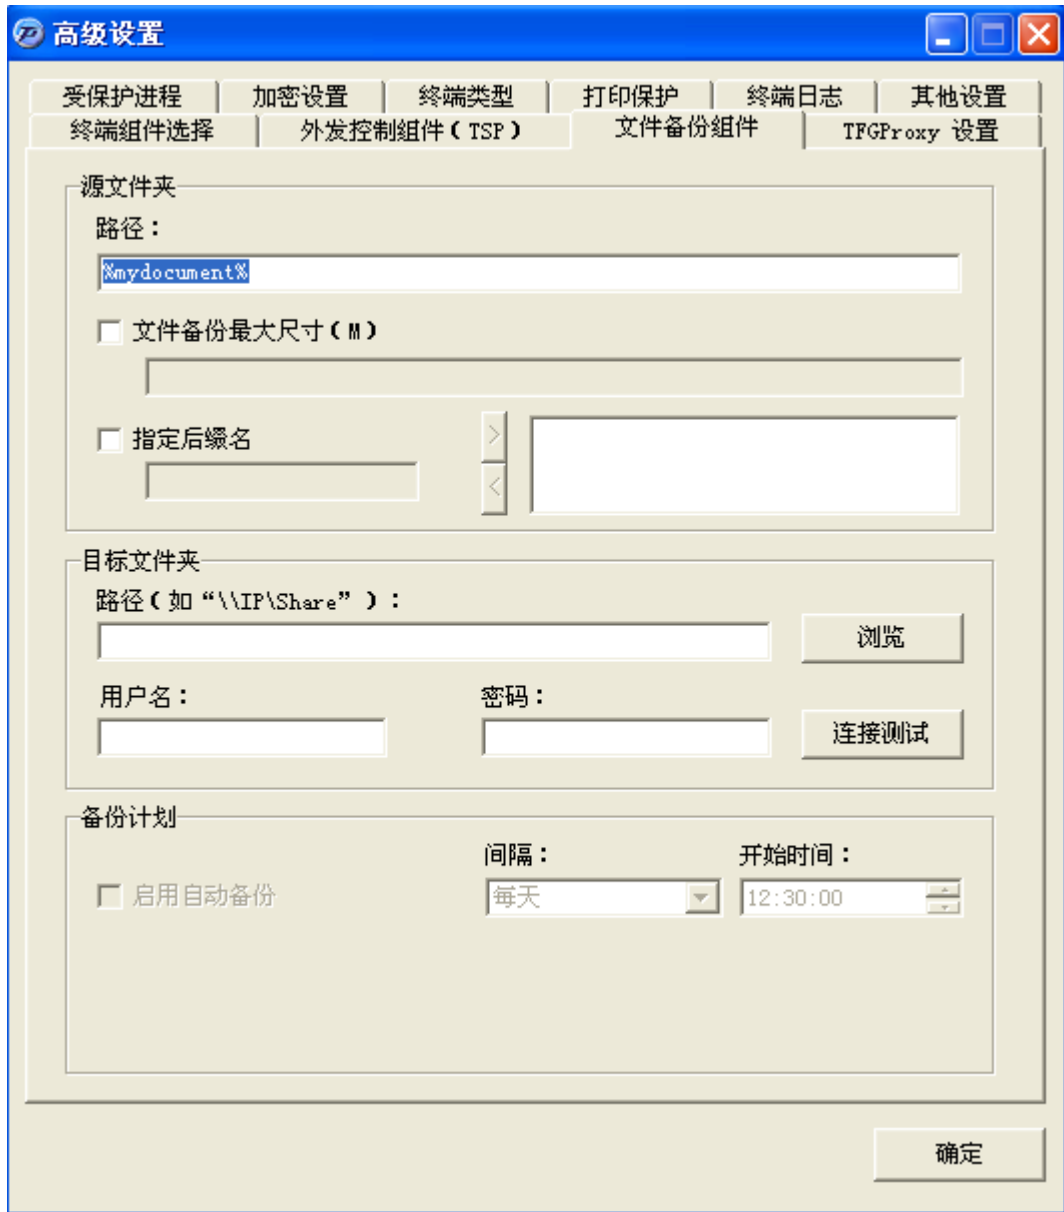 高级设置
受保护进程 加密设置 终端类型 打印保护 终端日志 其他设置
终端组件选择 外发控制组件（TSP） 文件备份组件 TFGProxy 设置
源文件夹
路径：
%mydocument%
文件备份最大尺寸（M）
指定后缀名
>
<
目标文件夹
路径（如“\\IP\Share”）：
浏览
用户名： 密码：
连接测试
备份计划
间隔： 开始时间：
启用自动备份 每天 12:30:00
确定